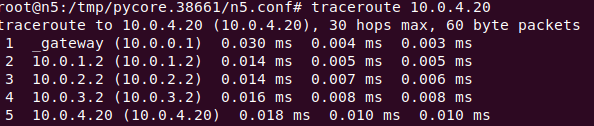 root@n5:/tmp/pycore.38661/n5.conf# traceroute 10.0.4.20
traceroute to 10.0.4.20 (10.0.4.20), 30 hops max, 60 byte packets
1 _gateway (10.0.0.1) 0.030 ms 0.004 ms 0.003 ms
2 10.0.1.2 (10.0.1.2) 0.014 ms 0.005 ms 0.005 ms
3 10.0.2.2 (10.0.2.2) 0.014 ms 0.007 ms 0.006 ms
4 10.0.3.2 (10.0.3.2) 0.016 ms 0.008 ms 0.008 ms
5 10.0.4.20 (10.0.4.20) 0.018 ms 0.010 ms 0.010 ms